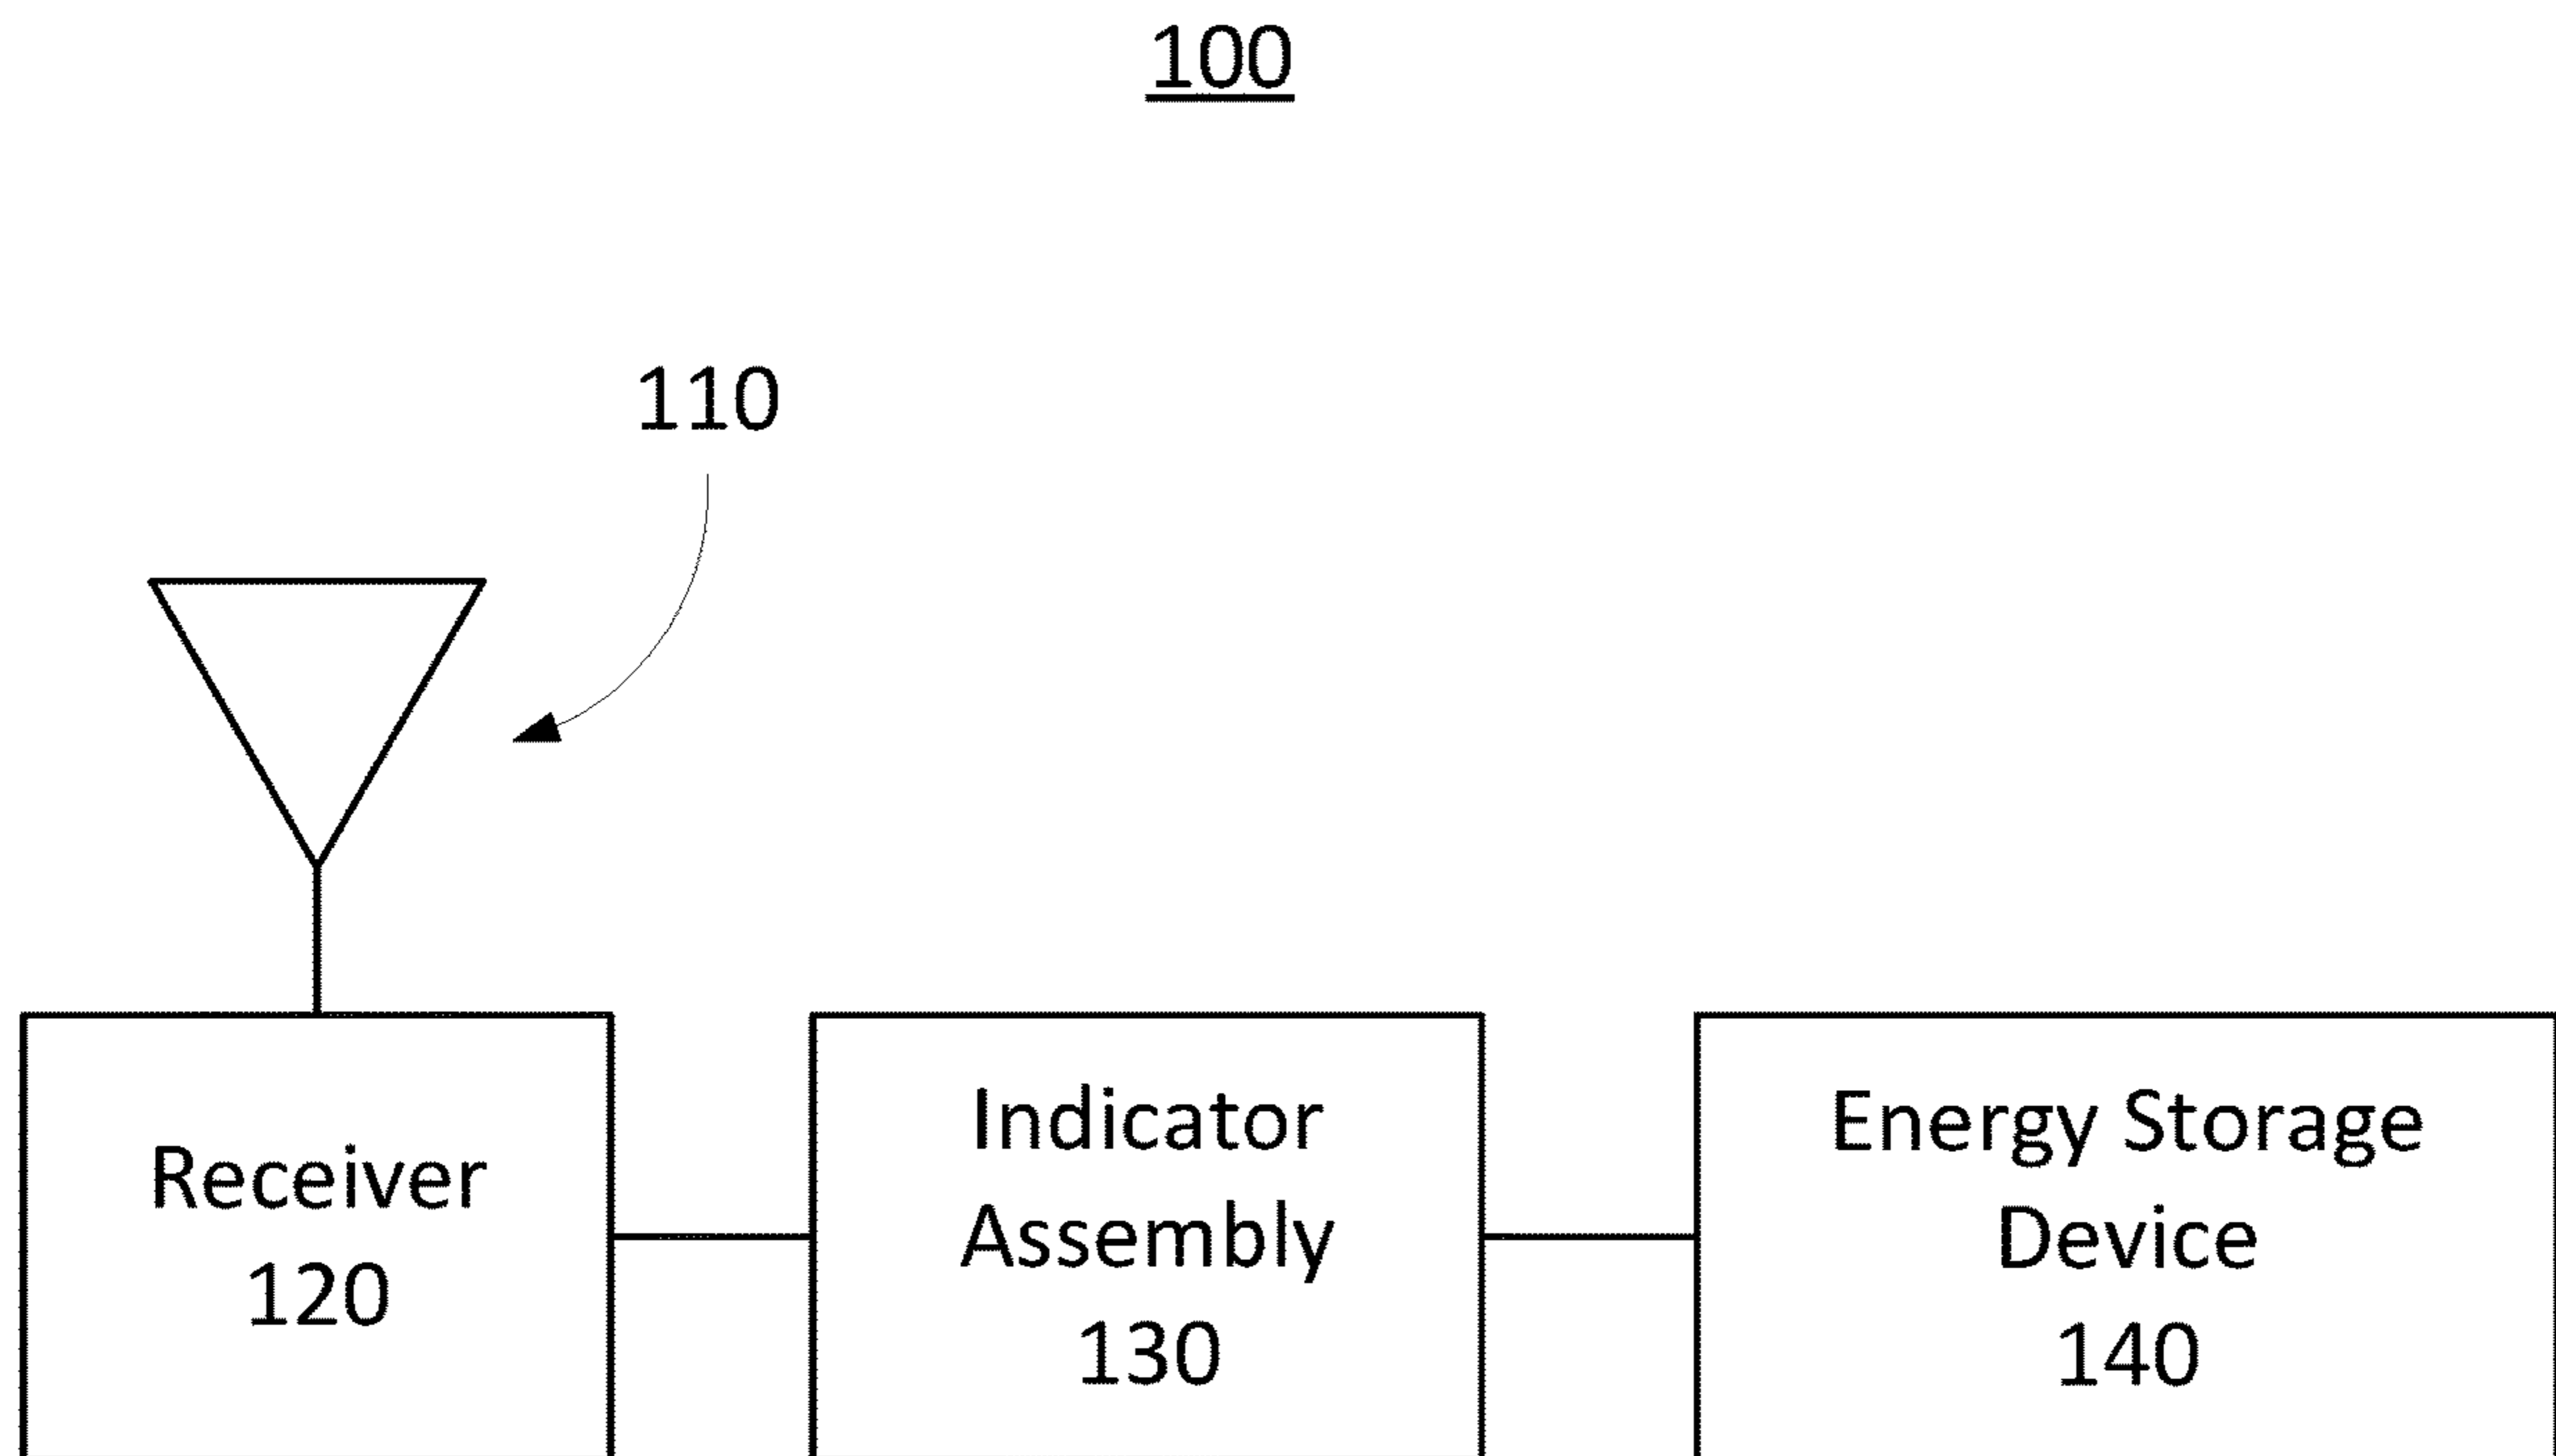 100
110
Receiver
120
Indicator
Assembly
130
Energy Storage
Device
140